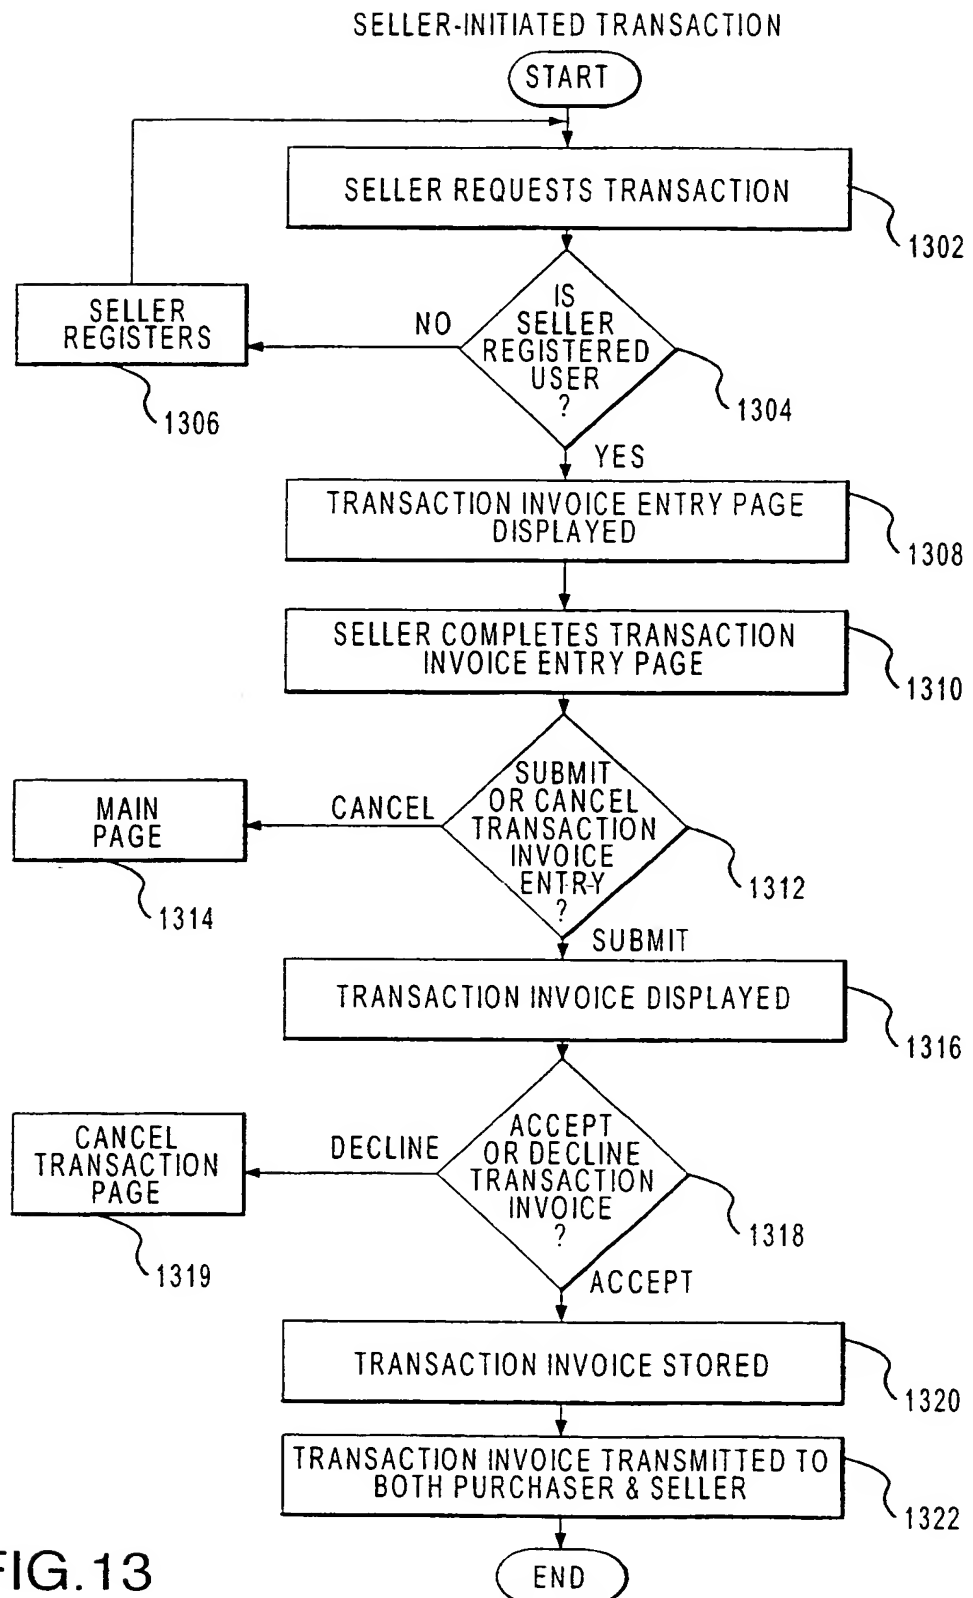 SELLER-INITIATED TRANSACTION
START
SELLER REQUESTS TRANSACTION
1302
IS
SELLER
REGISTERED
USER
?
1304
NO
SELLER
REGISTERS
1306
YES
TRANSACTION INVOICE ENTRY PAGE
DISPLAYED
1308
SELLER COMPLETES TRANSACTION
INVOICE ENTRY PAGE
1310
SUBMIT
OR CANCEL
TRANSACTION
INVOICE
ENTRY
?
1312
CANCEL
MAIN
PAGE
1314
SUBMIT
TRANSACTION INVOICE DISPLAYED
1316
ACCEPT
OR DECLINE
TRANSACTION
INVOICE
?
1318
DECLINE
CANCEL
TRANSACTION
PAGE
1319
ACCEPT
TRANSACTION INVOICE STORED
1320
TRANSACTION INVOICE TRANSMITTED TO
BOTH PURCHASER & SELLER
1322
END
FIG.13